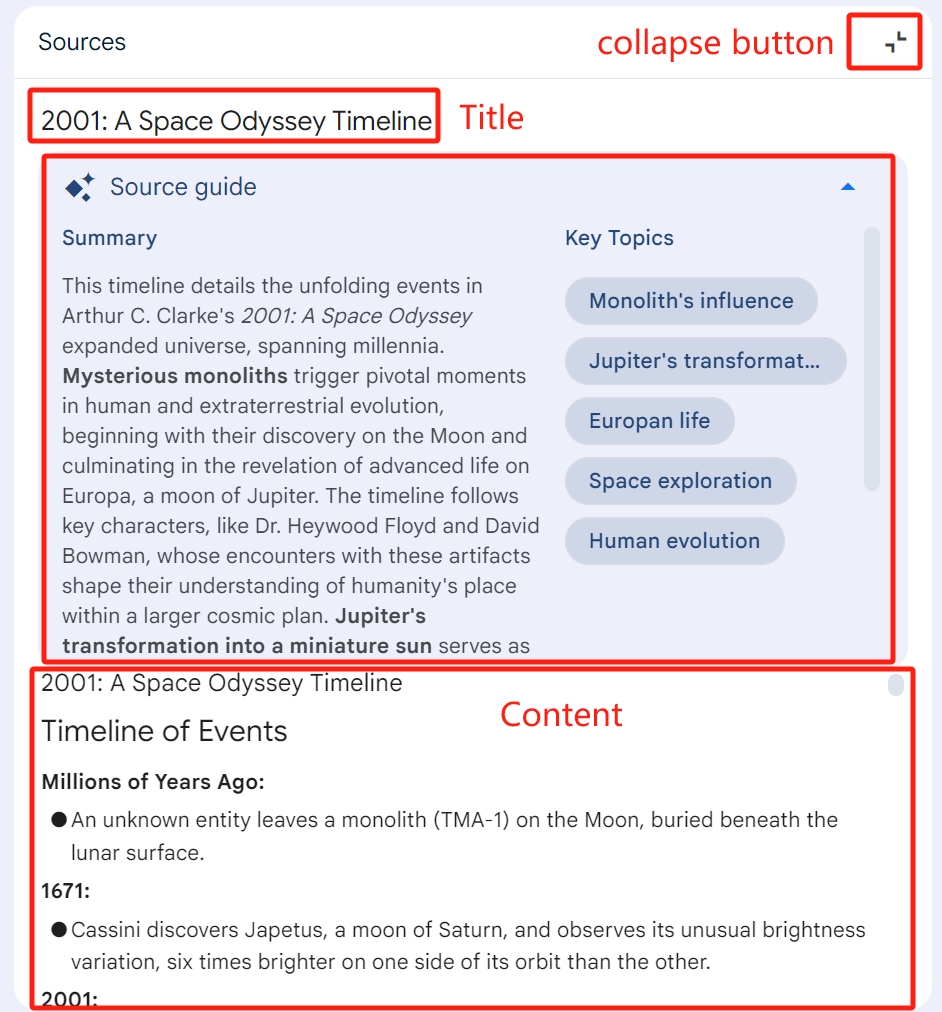 Sources
collapse button
2001: A Space Odyssey Timeline
Title
Source guide
Summary
This timeline details the unfolding events in
Arthur C. Clarke's 2001: A Space Odyssey
expanded universe, spanning millennia.
Mysterious monoliths trigger pivotal moments
in human and extraterrestrial evolution,
beginning with their discovery on the Moon and
culminating in the revelation of advanced life on
Europa, a moon of Jupiter. The timeline follows
key characters, like Dr. Heywood Floyd and David
Bowman, whose encounters with these artifacts
shape their understanding of humanity's place
within a larger cosmic plan. Jupiter's
transformation into a miniature sun serves as
Key Topics
Monolith's influence
Jupiter's transformat...
Europan life
Space exploration
Human evolution
2001: A Space Odyssey Timeline
Content
Timeline of Events
Millions of Years Ago:
● An unknown entity leaves a monolith (TMA-1) on the Moon, buried beneath the
lunar surface.
1671:
● Cassini discovers Japetus, a moon of Saturn, and observes its unusual brightness
variation, six times brighter on one side of its orbit than the other.
2001: